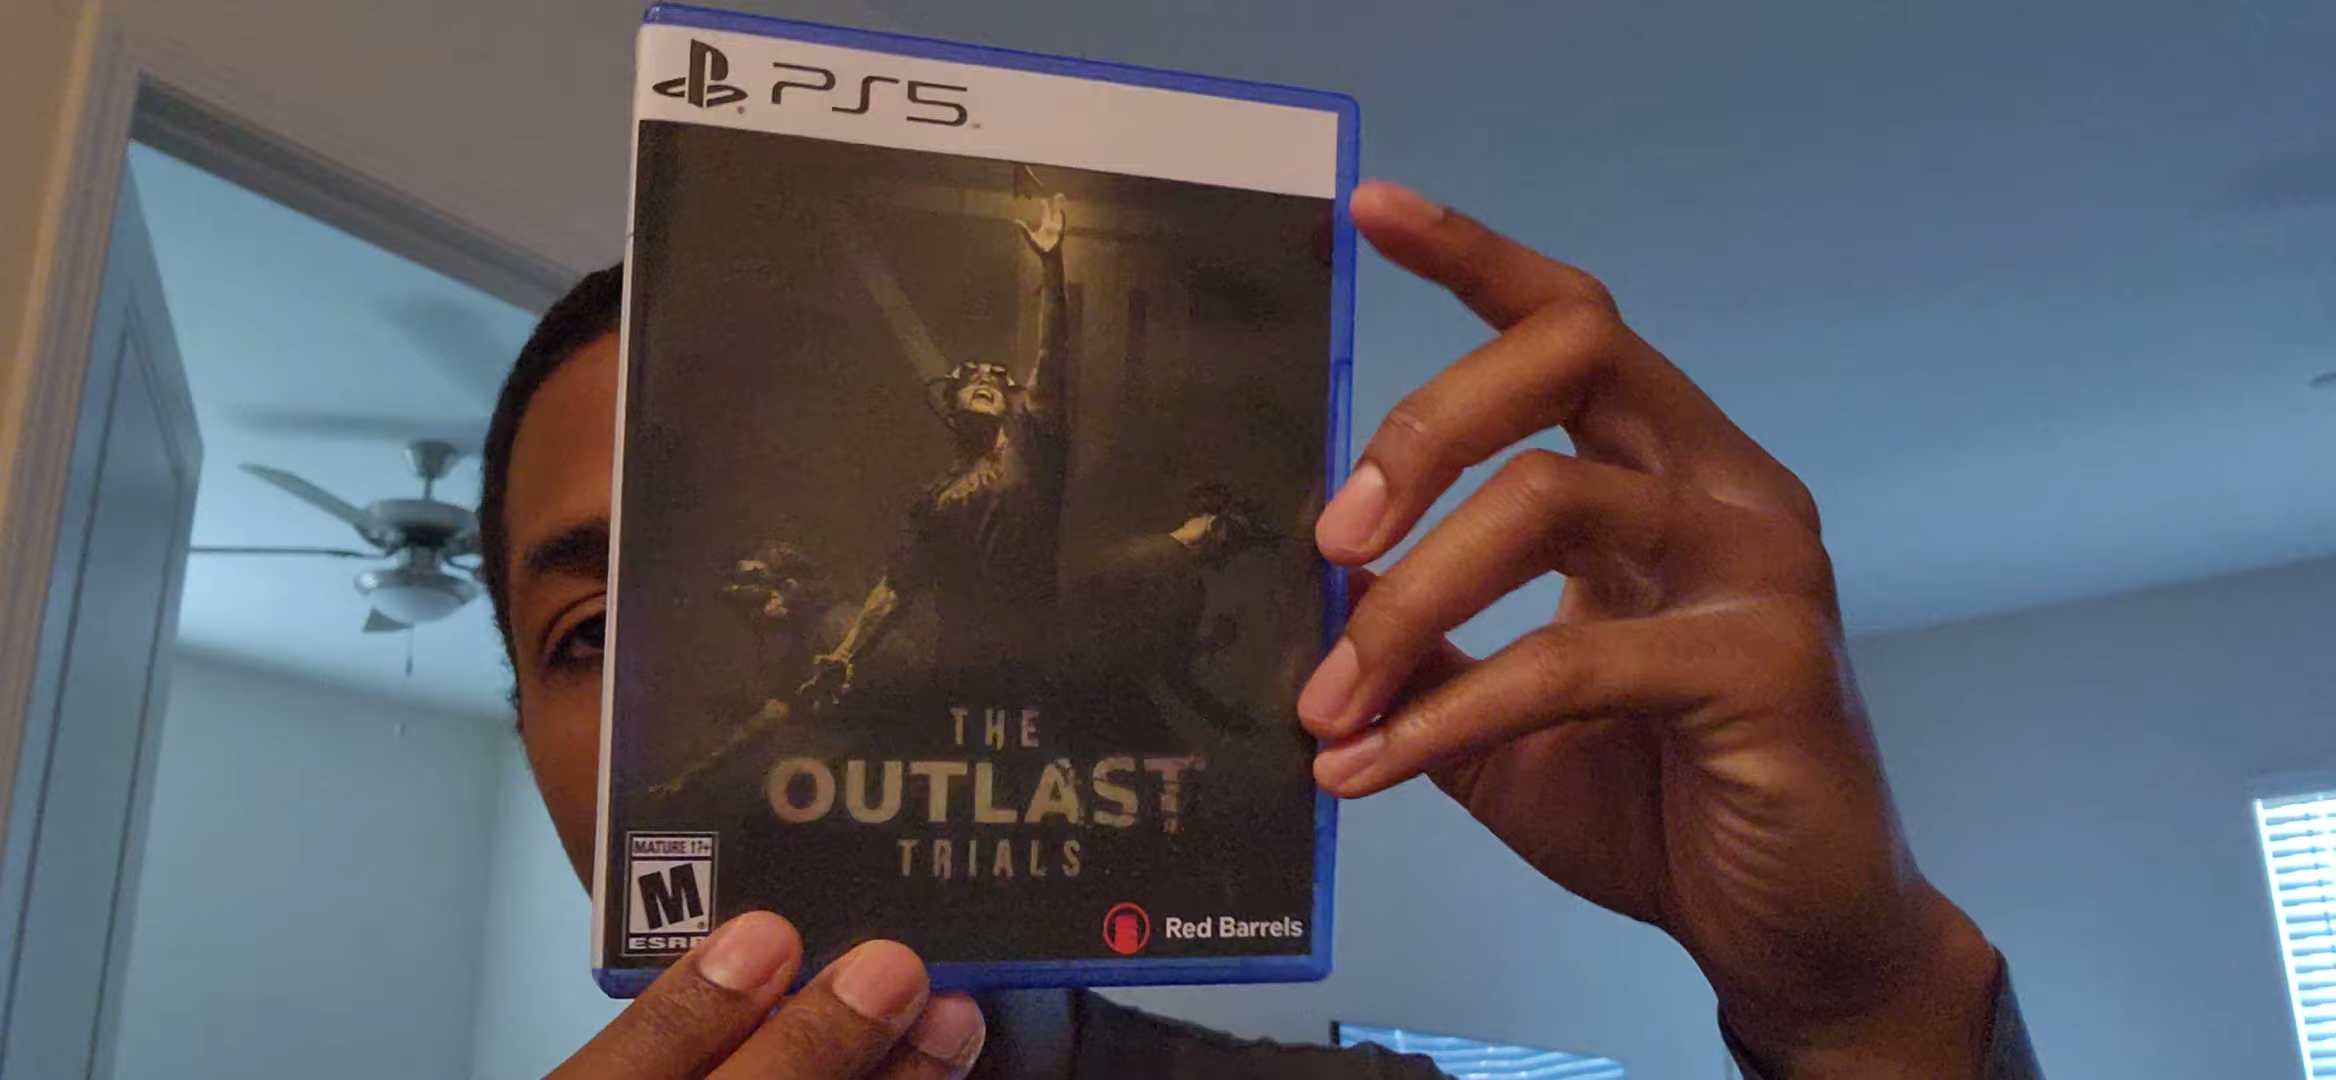 PS5
THE
OUTLAST
TRIALS
MATURE 17+
M
ESRB
Red Barrels